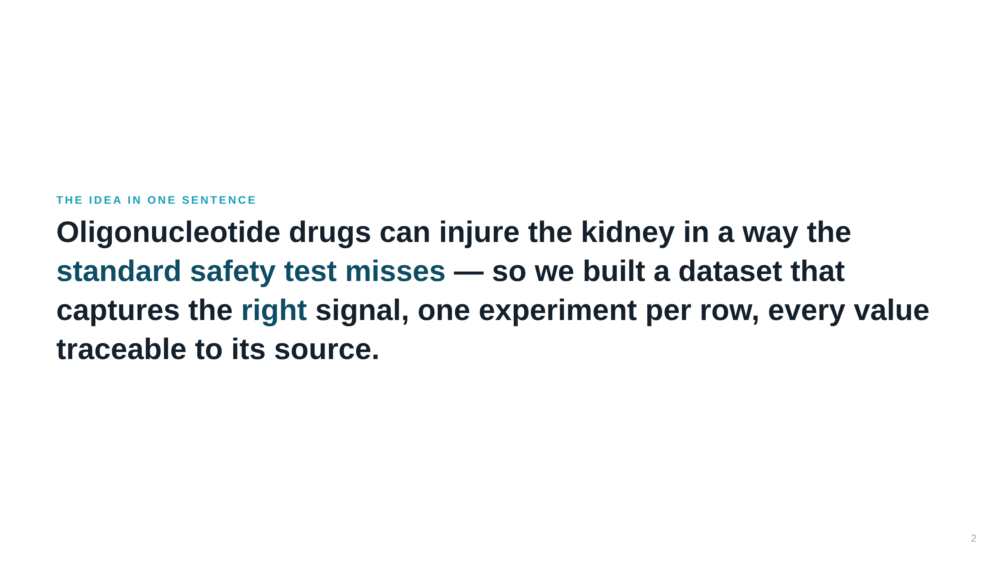 THE IDEA IN ONE SENTENCE
Oligonucleotide drugs can injure the kidney in a way the
standard safety test misses — so we built a dataset that
captures the right signal, one experiment per row, every value
traceable to its source.
2